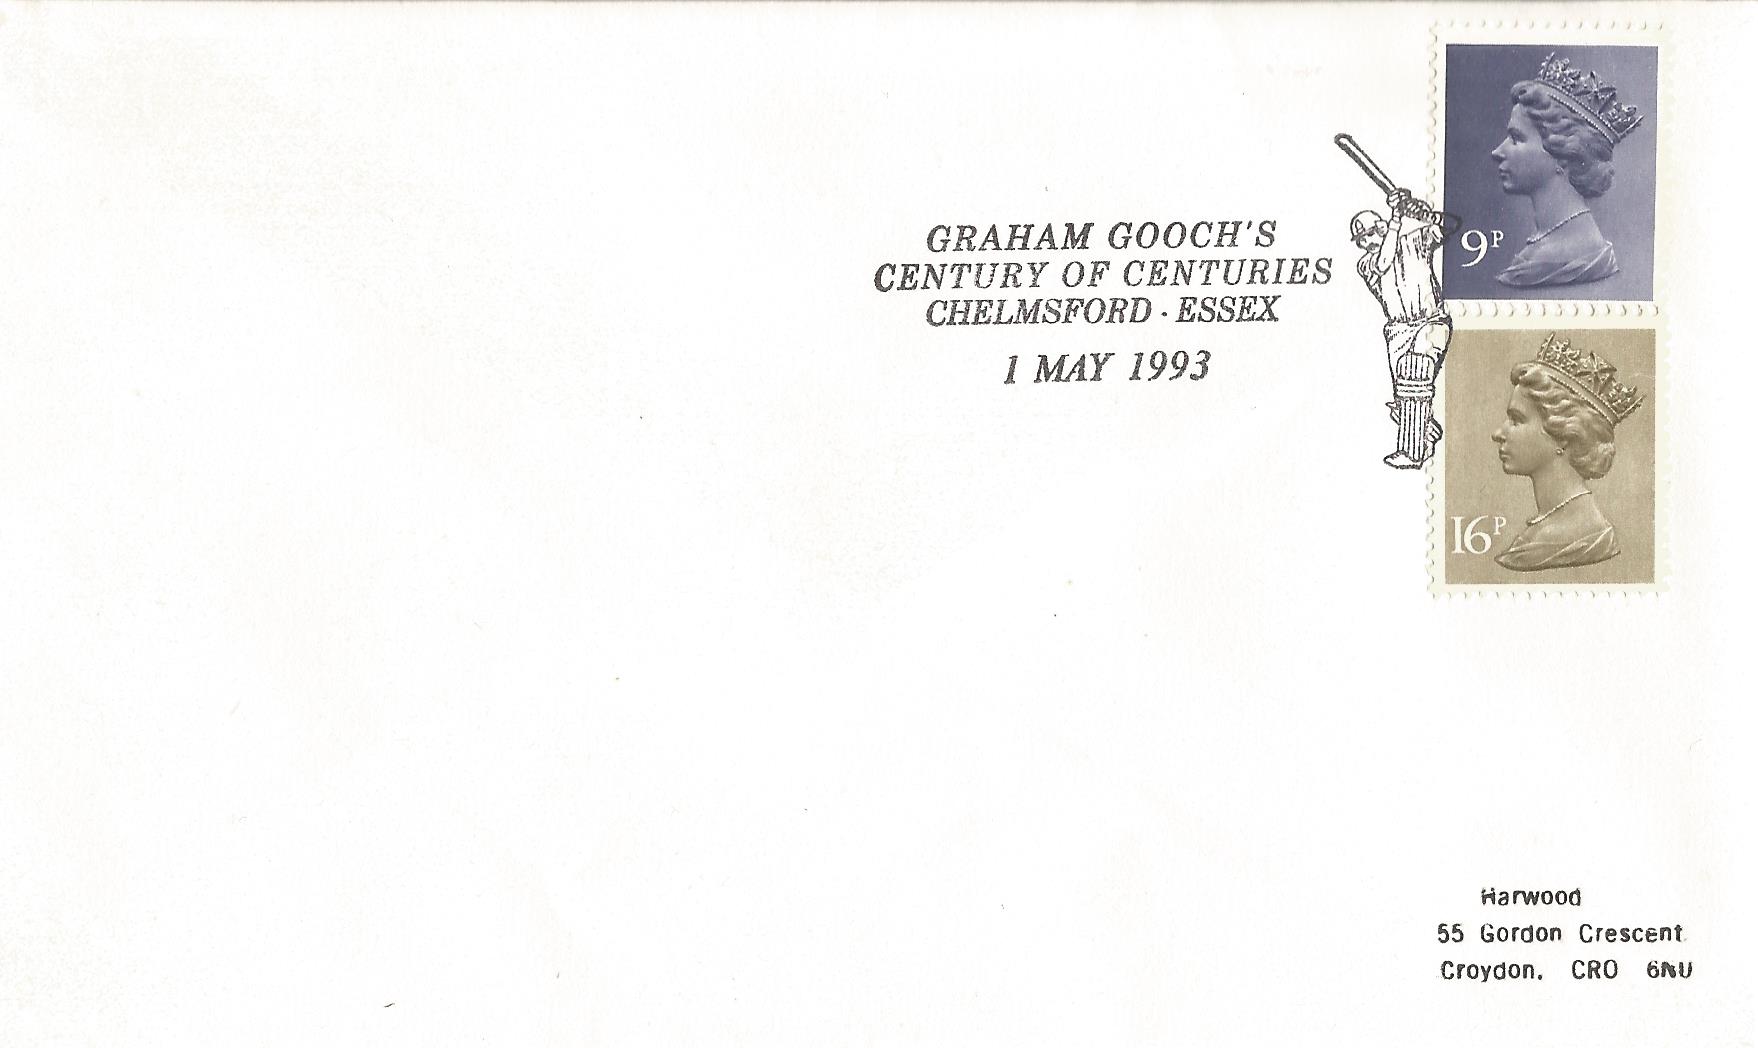 GRAHAM GOOCH'S
CENTURY OF CENTURIES
CHELMSFORD · ESSEX
1 MAY 1993
9P
16P
Harwood
55 Gordon Crescent
Croydon. CRO 6NU